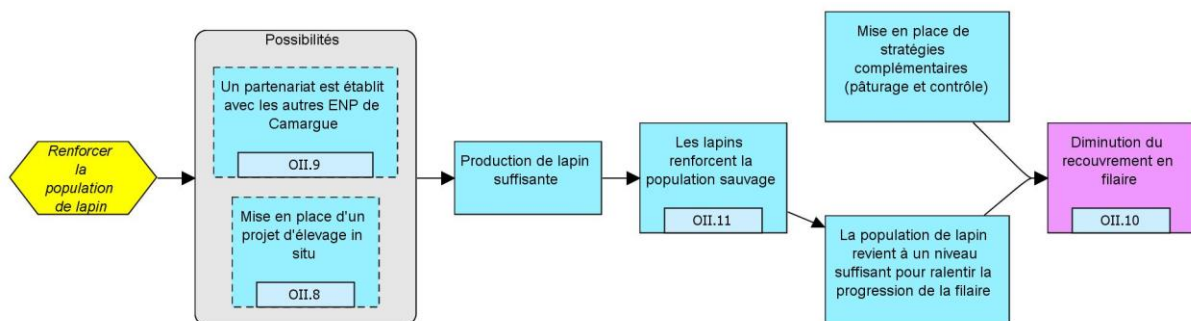 Renforcer
la
population
de lapin
Possibilités
Un partenariat est établit
avec les autres ENP de
Camargue
OII.9
Mise en place d'un
projet d'élevage in
situ
OII.8
Production de lapin
suffisante
Les lapins
renforcent la
population sauvage
OII.11
Mise en place de
stratégies
complémentaires
(pâturage et contrôle)
La population de lapin
revient à un niveau
suffisant pour ralentir la
progression de la filaire
Diminution du
recouvrement en
filaire
OII.10